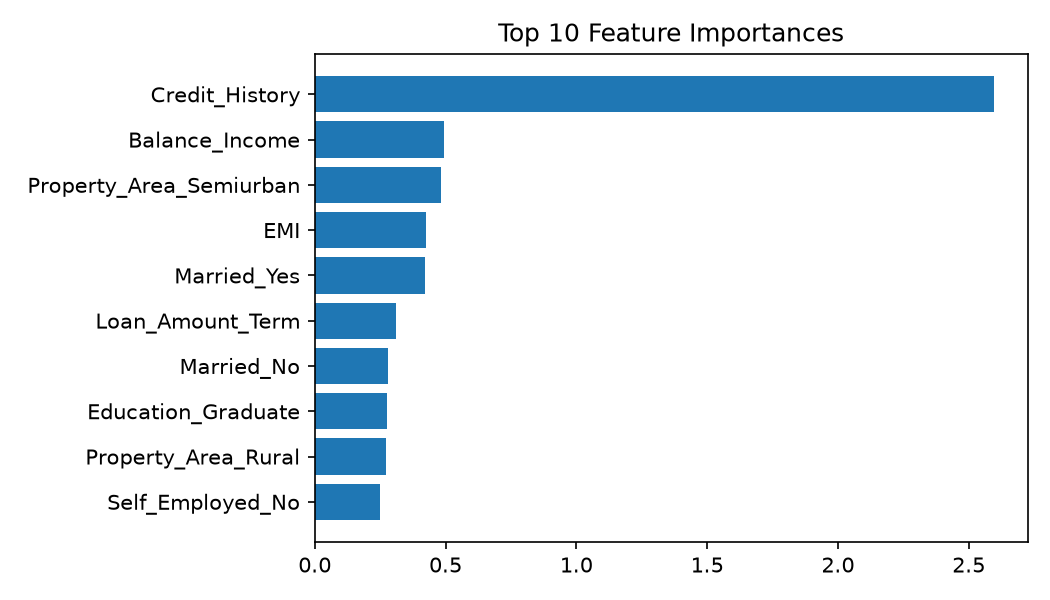 Top 10 Feature Importances
Credit_History
Balance_Income
Property_Area_Semiurban
EMI
Married_Yes
Loan_Amount_Term
Married_No
Education_Graduate
Property_Area_Rural
Self_Employed_No
0.0 0.5 1.0 1.5 2.0 2.5